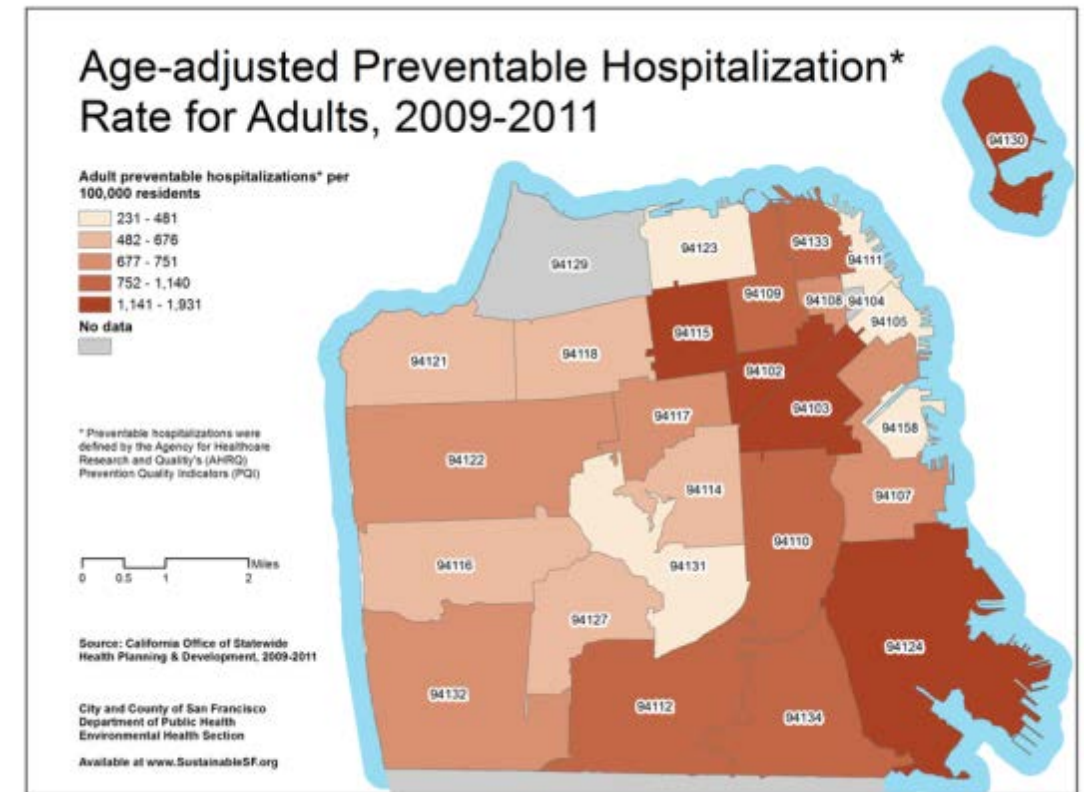 Age-adjusted Preventable Hospitalization*
Rate for Adults, 2009-2011
Adult preventable hospitalizations* per
100,000 residents
231 - 481
482 - 676
677 - 751
752 - 1,140
1,141 - 1,931
No data
* Preventable hospitalizations were
defined by the Agency for Healthcare
Research and Quality's (AHRQ)
Prevention Quality Indicators (PQI)
Miles
0 0.5 1 2
Source: California Office of Statewide
Health Planning & Development, 2009-2011
City and County of San Francisco
Department of Public Health
Environmental Health Section
Available at www.SustainableSF.org
94130
94133
94123
94111
94129
94109
94108 94104
94105
94115
94118
94121
94102
94103
94117
94158
94122
94114
94107
94110
94116
94131
94127
94124
94132
94112
94134